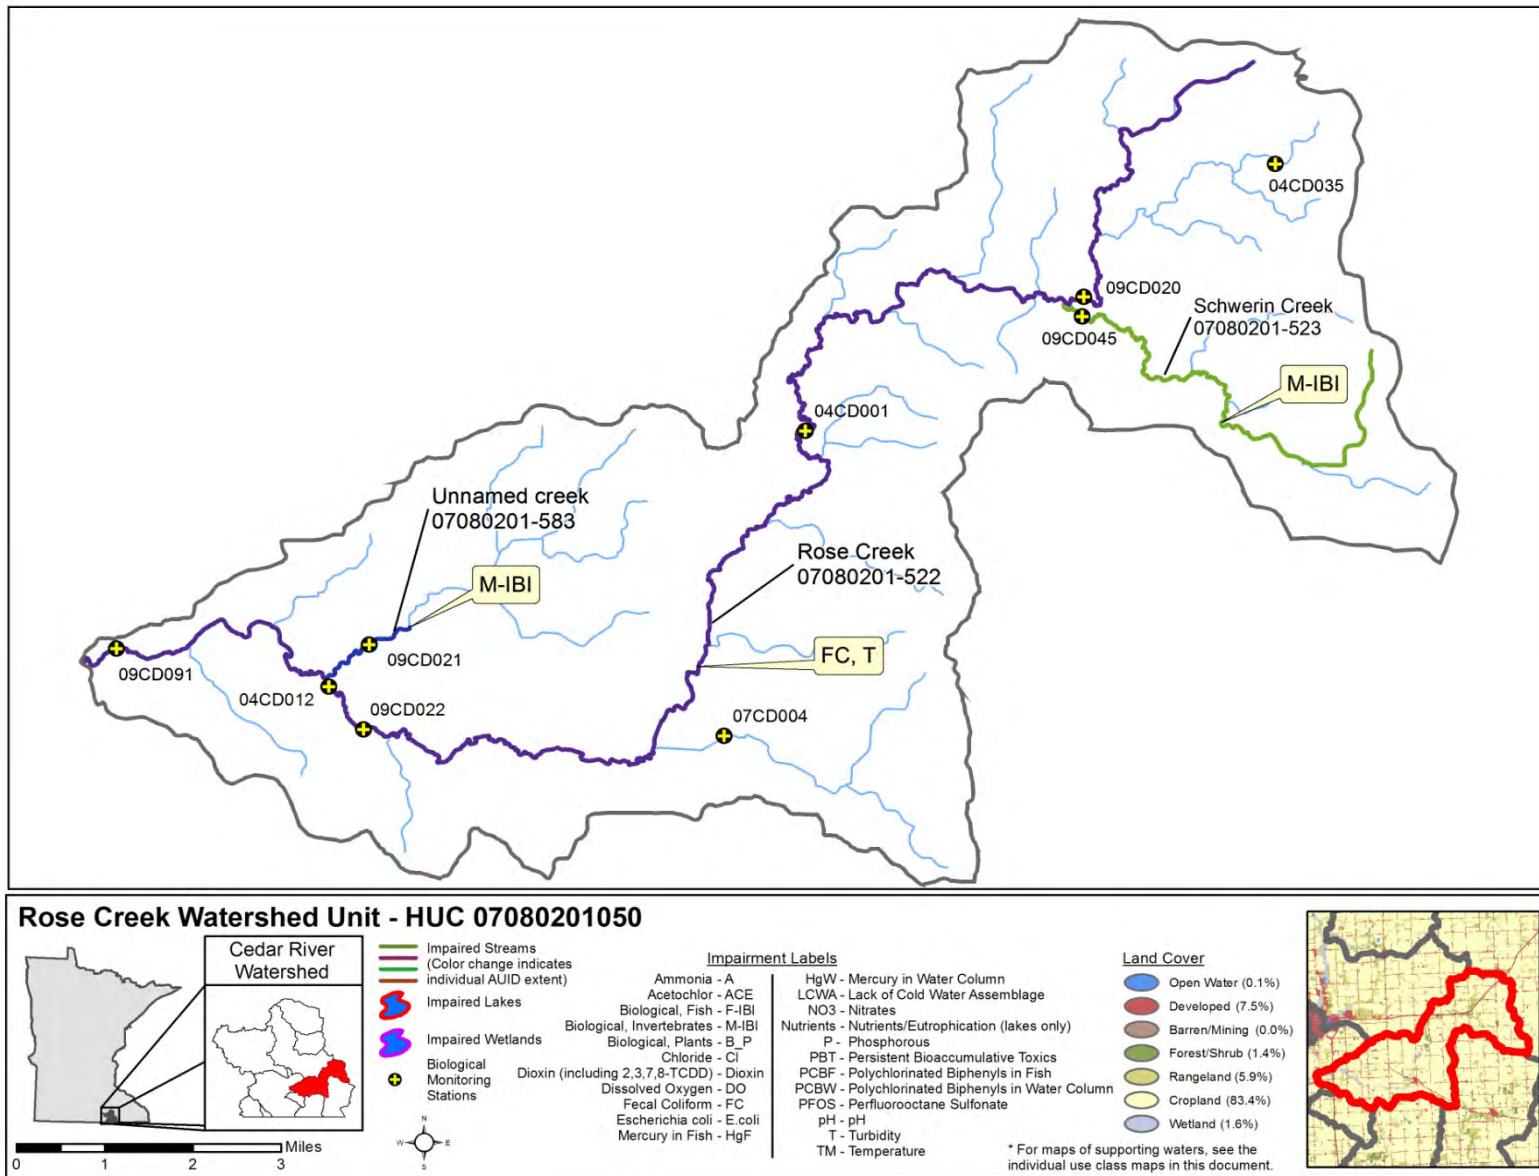 04CD035
09CD020
Schwerin Creek
07080201-523
09CD045
M-IBI
04CD001
Unnamed creek
07080201-583
Rose Creek
07080201-522
M-IBI
FC, T
09CD021
09CD091
04CD012
09CD022
07CD004
Rose Creek Watershed Unit - HUC 07080201050
Cedar River
Watershed
0 1 2 3 Miles
Impaired Streams
(Color change indicates
individual AUID extent)
Impaired Lakes
Impaired Wetlands
Biological
Monitoring
Stations
N
W E
S
Impairment Labels
Ammonia - A
Acetochlor - ACE
Biological, Fish - F-IBI
Biological, Invertebrates - M-IBI
Biological, Plants - B_P
Chloride - Cl
Dioxin (including 2,3,7,8-TCDD) - Dioxin
Dissolved Oxygen - DO
Fecal Coliform - FC
Escherichia coli - E.coli
Mercury in Fish - HgF
HgW - Mercury in Water Column
LCWA - Lack of Cold Water Assemblage
NO3 - Nitrates
Nutrients - Nutrients/Eutrophication (lakes only)
P - Phosphorous
PBT - Persistent Bioaccumulative Toxics
PCBF - Polychlorinated Biphenyls in Fish
PCBW - Polychlorinated Biphenyls in Water Column
PFOS - Perfluorooctane Sulfonate
pH - pH
T - Turbidity
TM - Temperature
Land Cover
Open Water (0.1%)
Developed (7.5%)
Barren/Mining (0.0%)
Forest/Shrub (1.4%)
Rangeland (5.9%)
Cropland (83.4%)
Wetland (1.6%)
* For maps of supporting waters, see the
individual use class maps in this document.